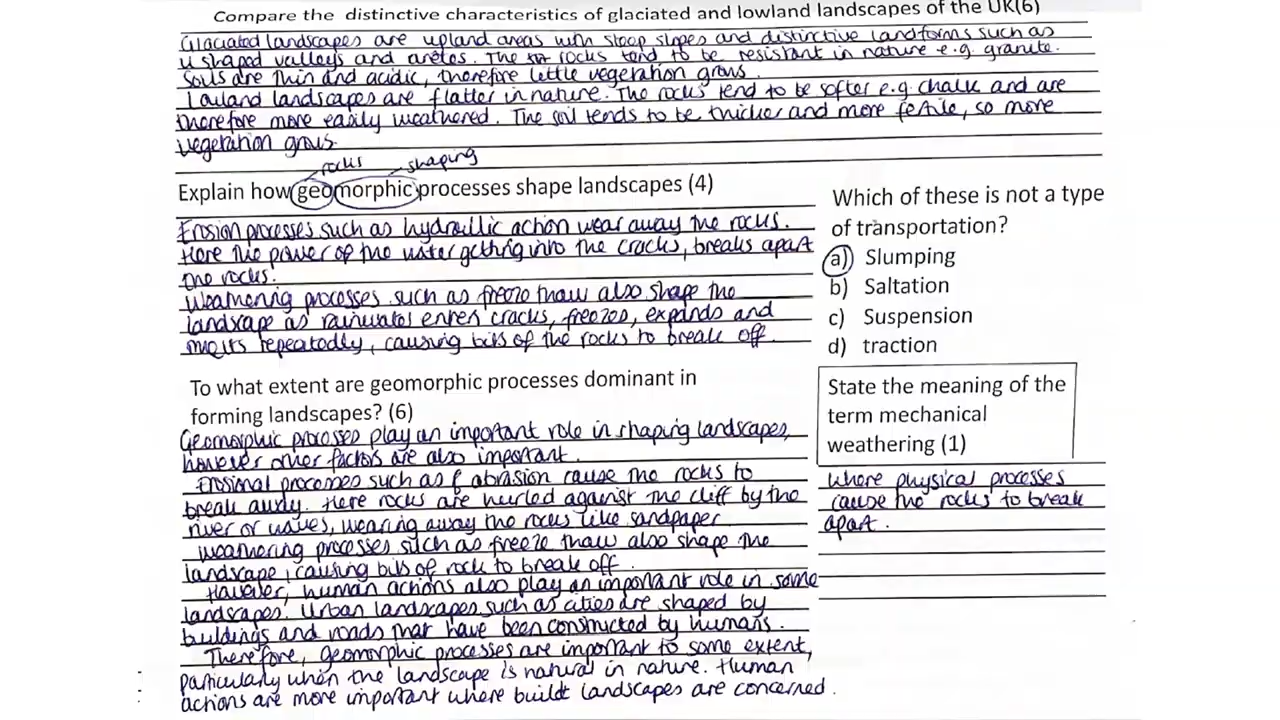 Compare the distinctive characteristics of glaciated and lowland landscapes of the UK(6)
Glaciated landscapes are upland areas with steep slopes and distinctive landforms such as
u shaped valleys and arêtes. The rocks tend to be resistant in nature e.g. granite.
Soils are thin and acidic, therefore little vegetation grows.
Lowland landscapes are flatter in nature. The rocks tend to be softer e.g. chalk and are
therefore more easily weathered. The soil tends to be thicker and more fertile, so more
vegetation grows.
rocks shaping
Explain how geomorphic processes shape landscapes (4)
Erosion processes such as hydraulic action wear away the rocks.
Here the power of the water getting into the cracks, breaks apart
the rocks.
Weathering processes such as freeze thaw also shape the
landscape as rainwater enters cracks, freezes, expands and
melts repeatedly, causing bits of the rocks to break off.
Which of these is not a type
of transportation?
a) Slumping
b) Saltation
c) Suspension
d) traction
To what extent are geomorphic processes dominant in
forming landscapes? (6)
Geomorphic processes play an important role in shaping landscapes,
however other factors are also important.
Erosional processes such as abrasion cause the rocks to
break away. Here rocks are hurled against the cliff by the
river or waves, wearing away the rocks like sandpaper
Weathering processes such as freeze thaw also shape the
landscape, causing bits of rock to break off.
However, human actions also play an important role in some
landscapes. Urban landscapes such as cities are shaped by
buildings and roads that have been constructed by humans.
Therefore, geomorphic processes are important to some extent,
particularly when the landscape is natural in nature. Human
actions are more important where built landscapes are concerned.
State the meaning of the
term mechanical
weathering (1)
Where physical processes
cause the rocks to break
apart.